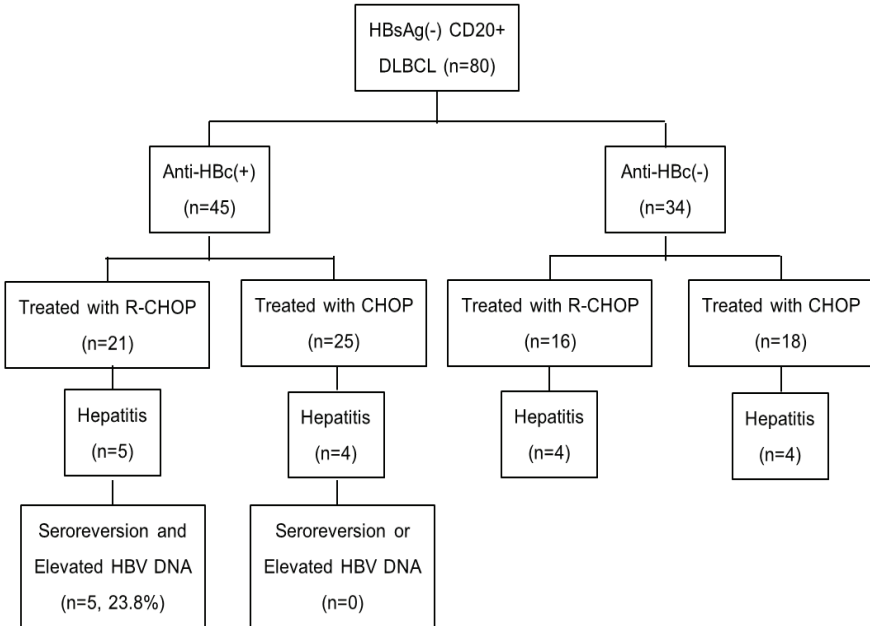 HBsAg(-) CD20+
DLBCL (n=80)
Anti-HBc(+)
(n=45)
Anti-HBc(-)
(n=34)
Treated with R-CHOP
(n=21)
Treated with CHOP
(n=25)
Treated with R-CHOP
(n=16)
Treated with CHOP
(n=18)
Hepatitis
(n=5)
Hepatitis
(n=4)
Hepatitis
(n=4)
Hepatitis
(n=4)
Seroreversion and
Elevated HBV DNA
(n=5, 23.8%)
Seroreversion or
Elevated HBV DNA
(n=0)